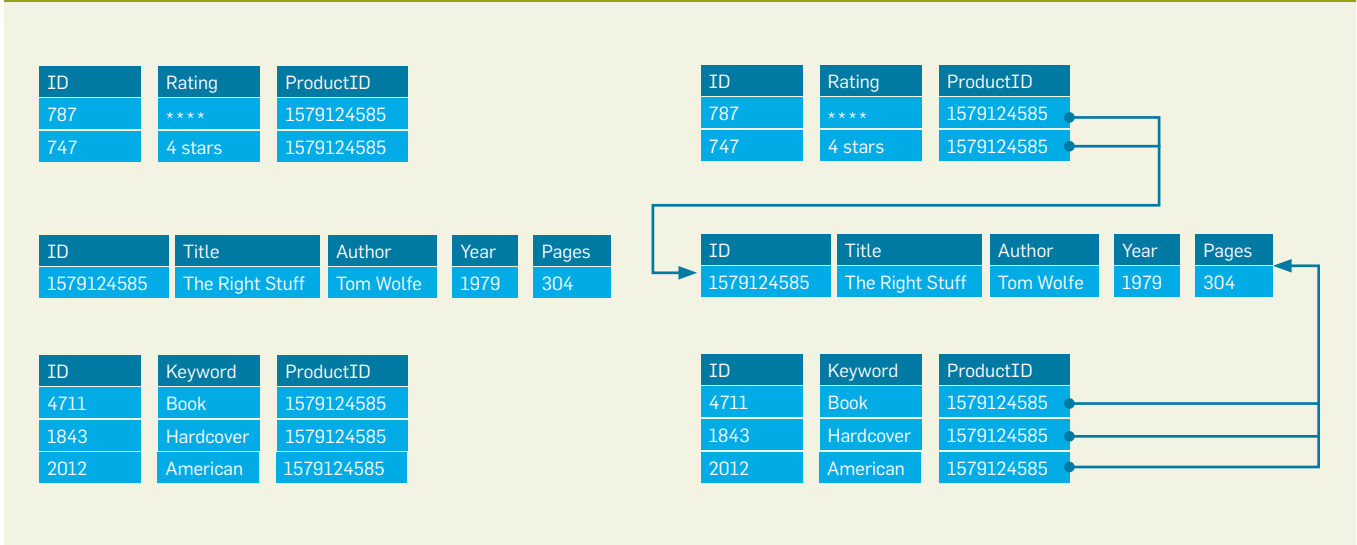 ID Rating ProductID
787 **** 1579124585
747 4 stars 1579124585
ID Title Author Year Pages
1579124585 The Right Stuff Tom Wolfe 1979 304
ID Keyword ProductID
4711 Book 1579124585
1843 Hardcover 1579124585
2012 American 1579124585
ID Rating ProductID
787 **** 1579124585
747 4 stars 1579124585
ID Title Author Year Pages
1579124585 The Right Stuff Tom Wolfe 1979 304
ID Keyword ProductID
4711 Book 1579124585
1843 Hardcover 1579124585
2012 American 1579124585